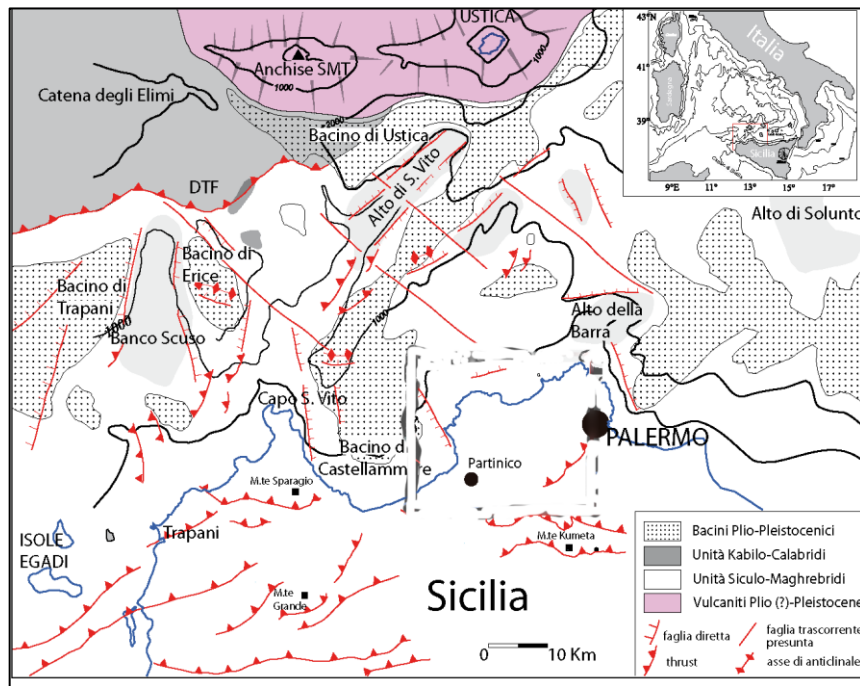 USTICA
1000
Anchise SMT
1000
Catena degli Elimi
Bacino di Ustica
Alto di S. Vito
DTF
Bacino di
Erice
Bacino di
Trapani
1000
Banco Scuso
1000
Alto di Solunto
Alto della
Barra
Capo S. Vito
Bacino di
Castellammare
PALERMO
Partinico
M.te Sparagio
Trapani
ISOLE
EGADI
M.te Kumeta
M.te
Grande
Sicilia
0 10 Km
43°N
41°
39°
9°E 11° 13° 15° 17°
Italia
Sardegna
Sicilia
Bacini Plio-Pleistocenici
Unità Kabilo-Calabridi
Unità Siculo-Maghrebridi
Vulcaniti Plio (?)-Pleistocene
faglia diretta
faglia trascorrente
presunta
thrust
asse di anticlinale